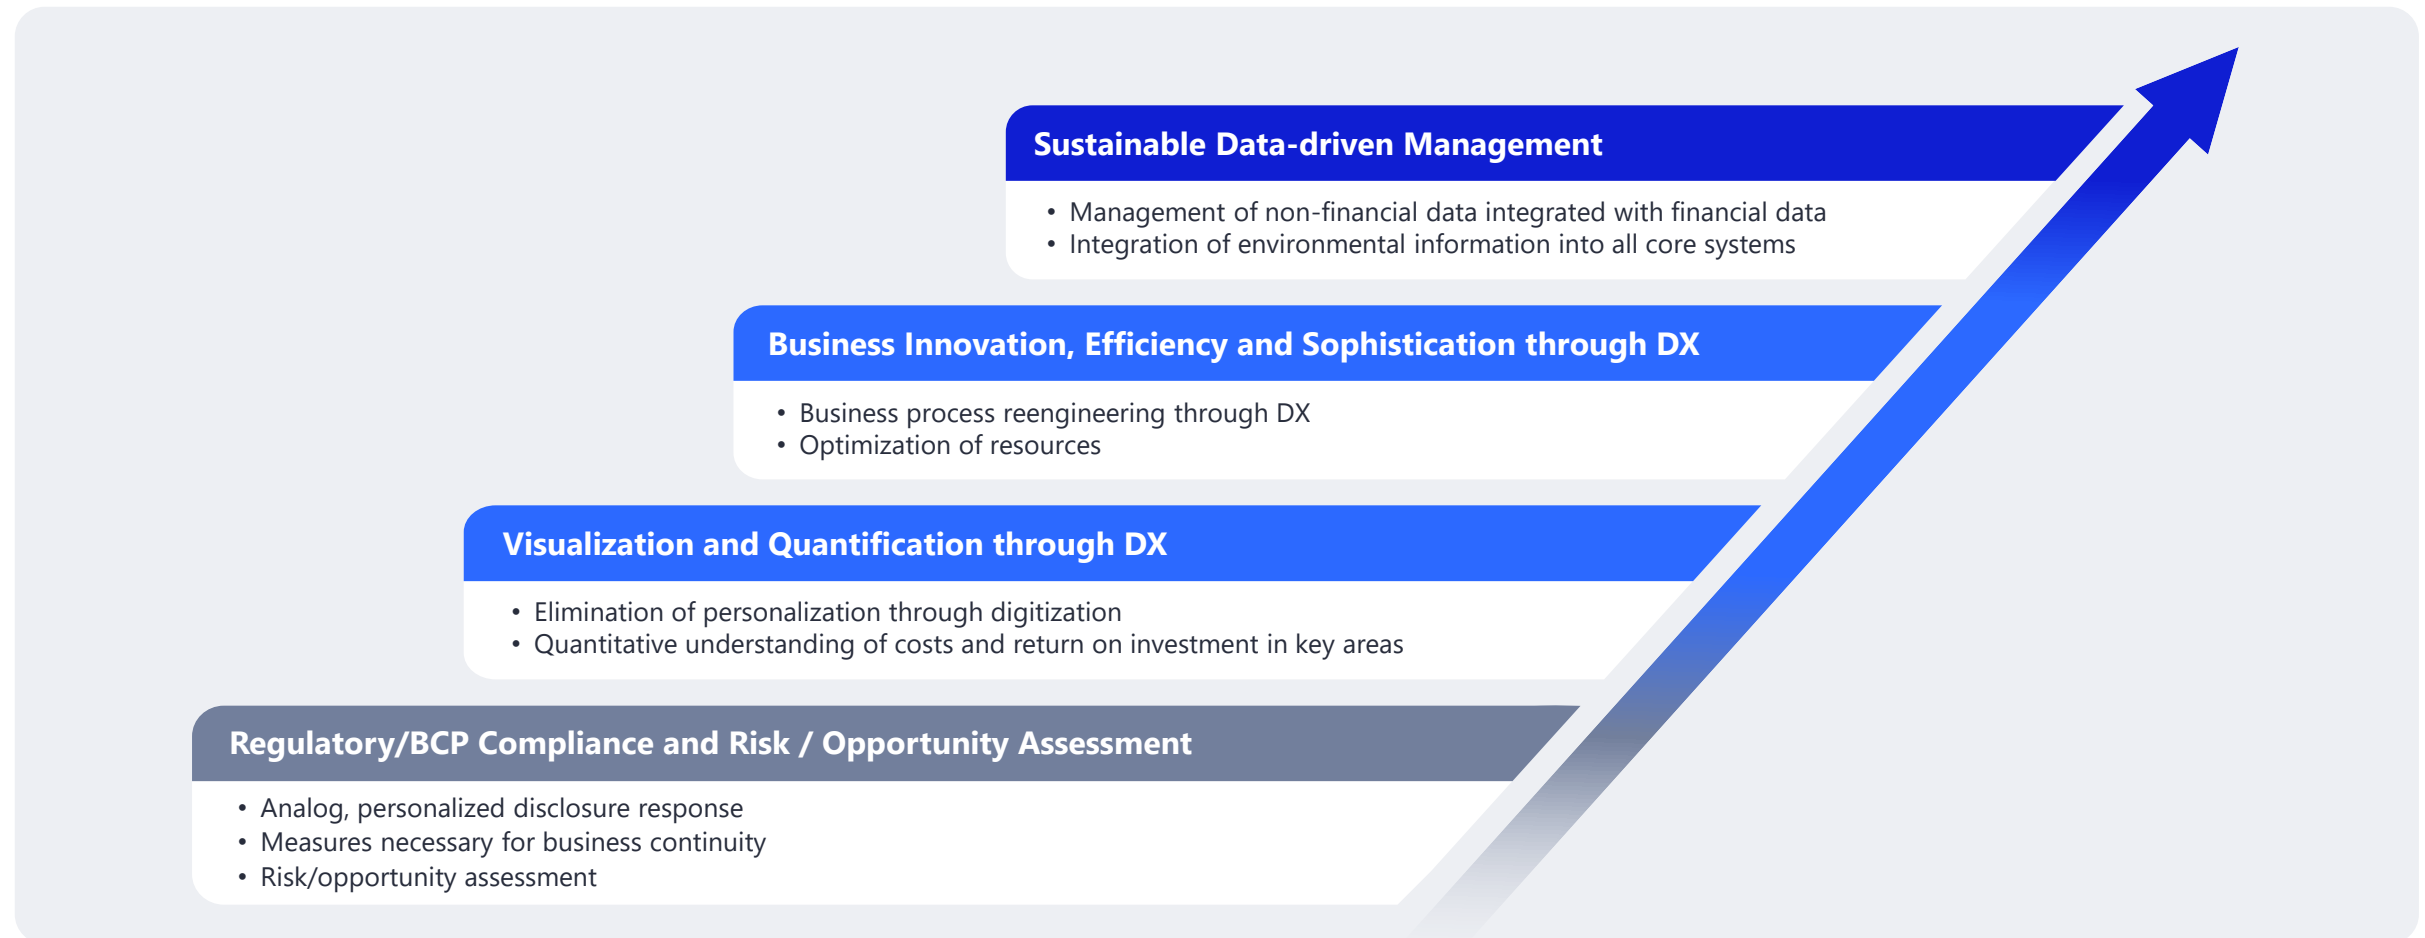 Sustainable Data-driven Management
• Management of non-financial data integrated with financial data
• Integration of environmental information into all core systems
Business Innovation, Efficiency and Sophistication through DX
• Business process reengineering through DX
• Optimization of resources
Visualization and Quantification through DX
• Elimination of personalization through digitization
• Quantitative understanding of costs and return on investment in key areas
Regulatory/BCP Compliance and Risk / Opportunity Assessment
• Analog, personalized disclosure response
• Measures necessary for business continuity
• Risk/opportunity assessment